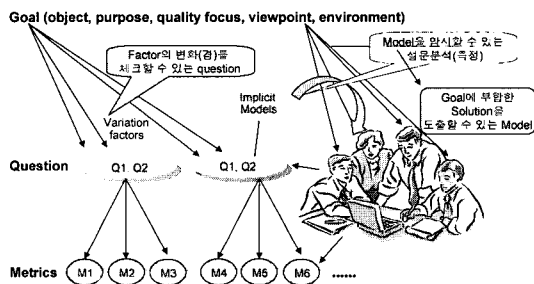 Goal (object, purpose, quality focus, viewpoint, environment)
Factor의 변화(경)를
체크할 수 있는 question
Variation
factors
Implicit
Models
Model을 암시할 수 있는
설문분석(측정)
Goal에 부합한
Solution을
도출할 수 있는 Model
Question
Q1, Q2
Q1, Q2
Metrics
M1
M2
M3
M4
M5
M6
......